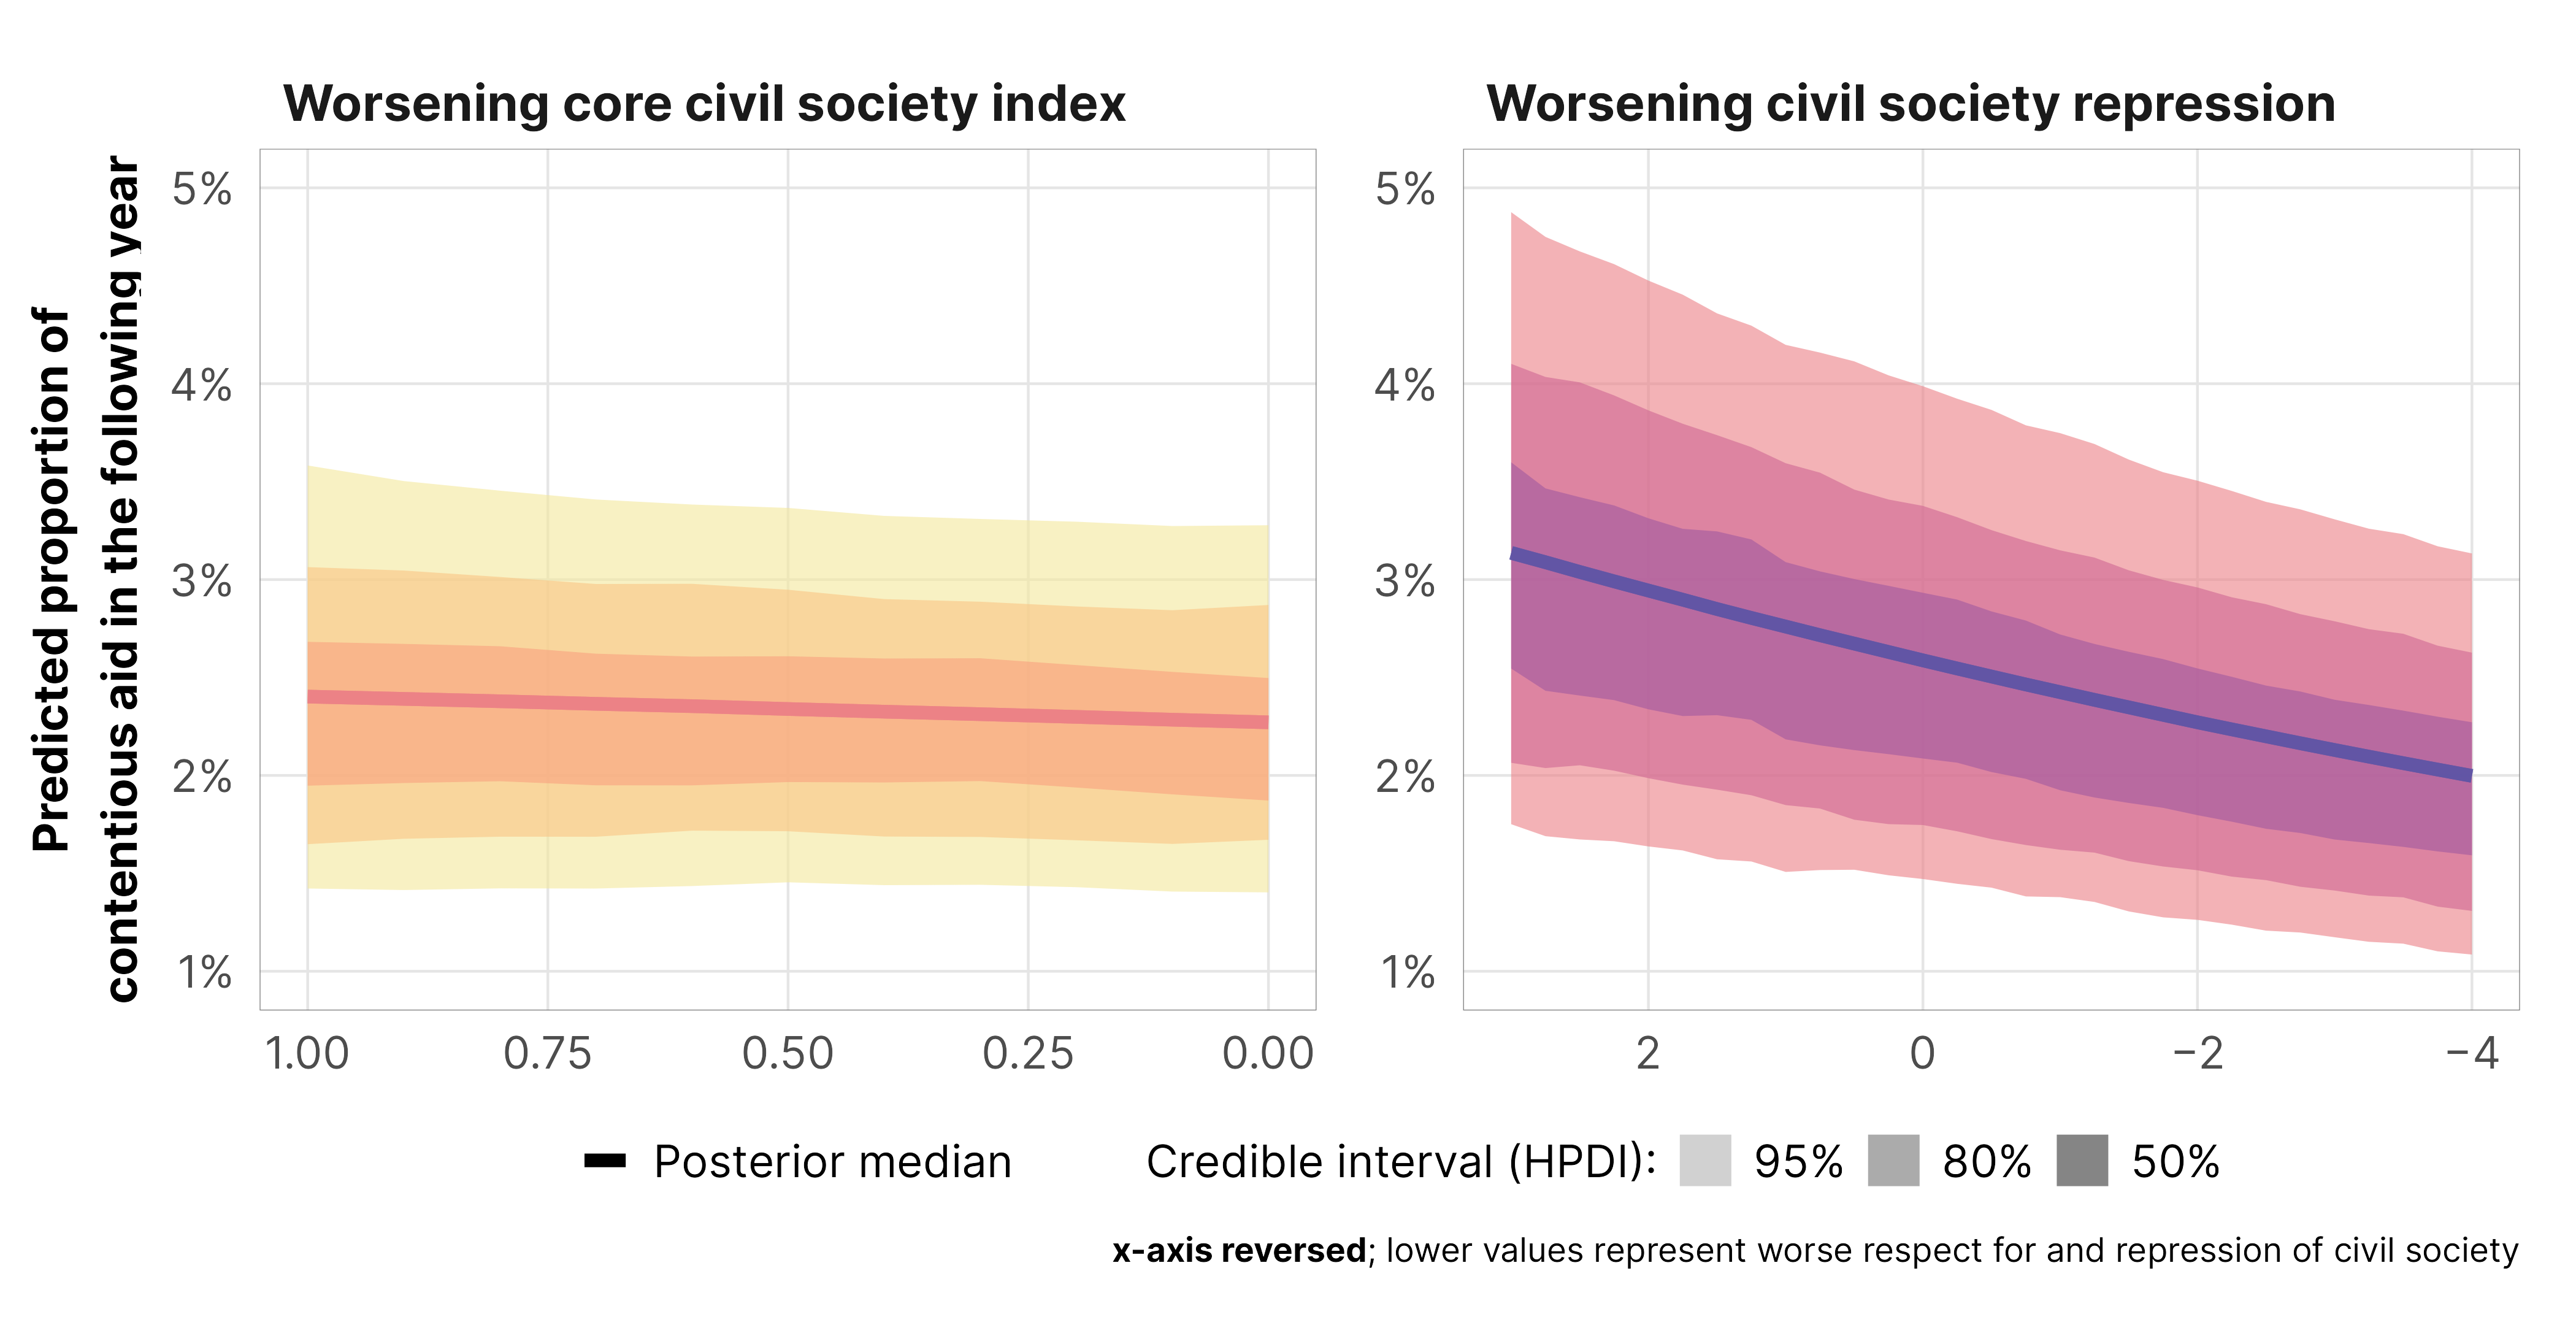 Worsening core civil society index
Worsening civil society repression
Predicted proportion of
contentious aid in the following year
5%
4%
3%
2%
1%
1.00 0.75 0.50 0.25 0.00
5%
4%
3%
2%
1%
2 0 −2 −4
Posterior median
Credible interval (HPDI): 95% 80% 50%
x-axis reversed; lower values represent worse respect for and repression of civil society